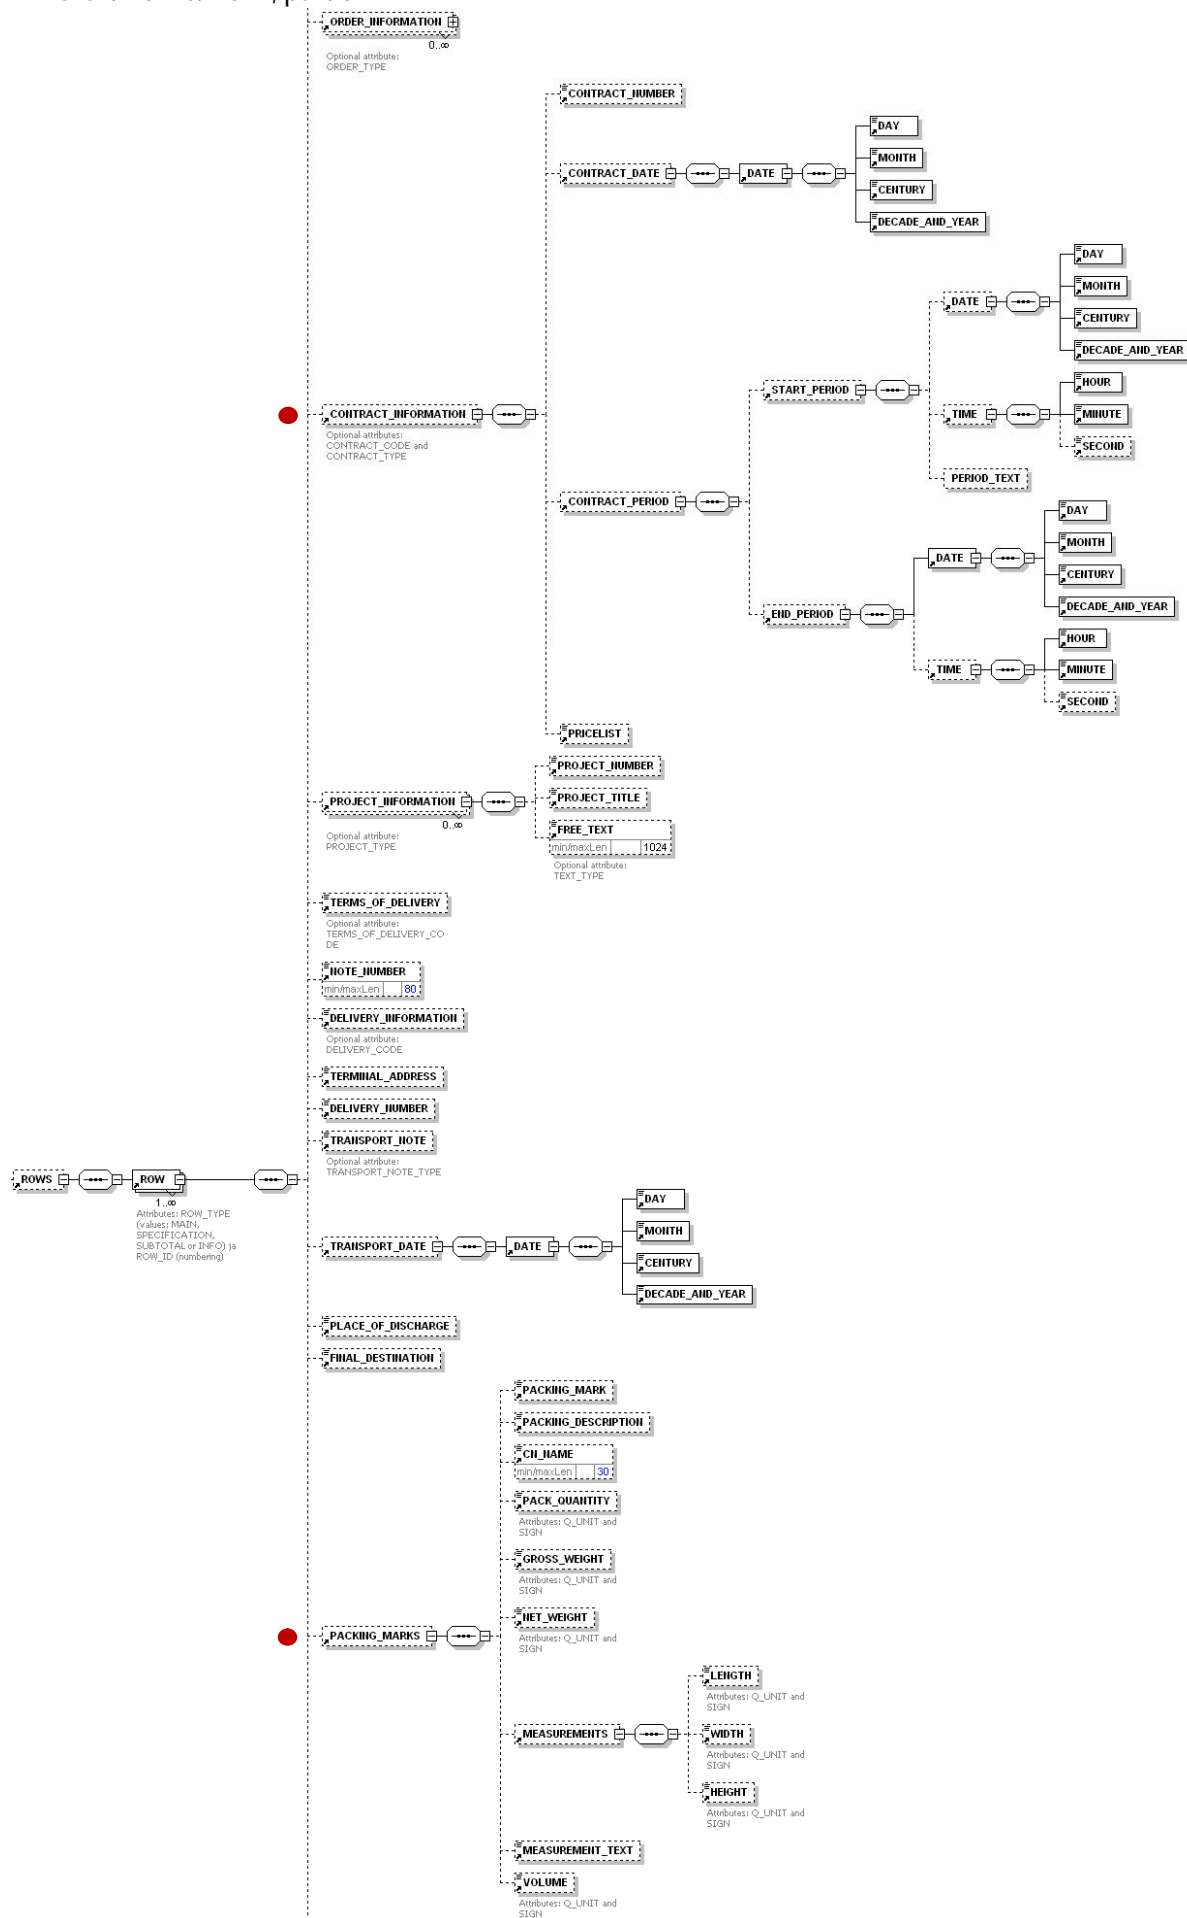 ORDER_INFORMATION
0..∞
Optional attribute:
ORDER_TYPE
CONTRACT_NUMBER
DAY
MONTH
CONTRACT_DATE
DATE
CENTURY
DECADE_AND_YEAR
DAY
MONTH
DATE
CENTURY
DECADE_AND_YEAR
START_PERIOD
HOUR
TIME
MINUTE
SECOND
CONTRACT_INFORMATION
Optional attributes:
CONTRACT_CODE and
CONTRACT_TYPE
PERIOD_TEXT
CONTRACT_PERIOD
DAY
MONTH
DATE
CENTURY
DECADE_AND_YEAR
END_PERIOD
HOUR
TIME
MINUTE
SECOND
PRICELIST
PROJECT_NUMBER
PROJECT_INFORMATION
0..∞
Optional attribute:
PROJECT_TYPE
PROJECT_TITLE
FREE_TEXT
min/maxLen 1024
Optional attribute:
TEXT_TYPE
TERMS_OF_DELIVERY
Optional attribute:
TERMS_OF_DELIVERY_CO
DE
NOTE_NUMBER
min/maxLen 80
DELIVERY_INFORMATION
Optional attribute:
DELIVERY_CODE
TERMINAL_ADDRESS
DELIVERY_NUMBER
TRANSPORT_NOTE
Optional attribute:
TRANSPORT_NOTE_TYPE
ROWS
ROW
1..∞
Attributes: ROW_TYPE
(values: MAIN,
SPECIFICATION,
SUBTOTAL or INFO) ja
ROW_ID (numbering)
DAY
MONTH
TRANSPORT_DATE
DATE
CENTURY
DECADE_AND_YEAR
PLACE_OF_DISCHARGE
FINAL_DESTINATION
PACKING_MARK
PACKING_DESCRIPTION
CN_NAME
min/maxLen 30
PACK_QUANTITY
Attributes: Q_UNIT and
SIGN
GROSS_WEIGHT
Attributes: Q_UNIT and
SIGN
NET_WEIGHT
Attributes: Q_UNIT and
SIGN
PACKING_MARKS
LENGTH
Attributes: Q_UNIT and
SIGN
MEASUREMENTS
WIDTH
Attributes: Q_UNIT and
SIGN
HEIGHT
Attributes: Q_UNIT and
SIGN
MEASUREMENT_TEXT
VOLUME
Attributes: Q_UNIT and
SIGN